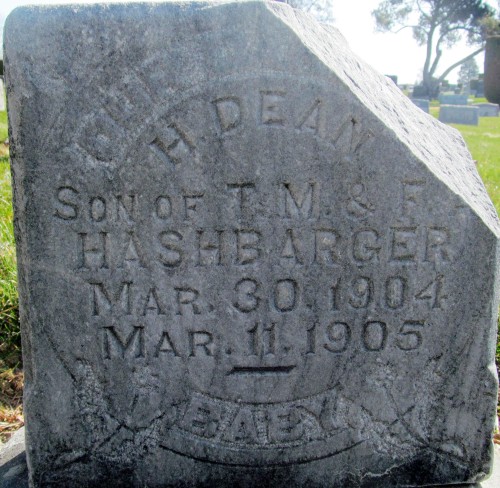 H. DEAN
SON OF T. M. & F.
HASHBARGER
MAR. 30. 1904
MAR. 11. 1905
BABY